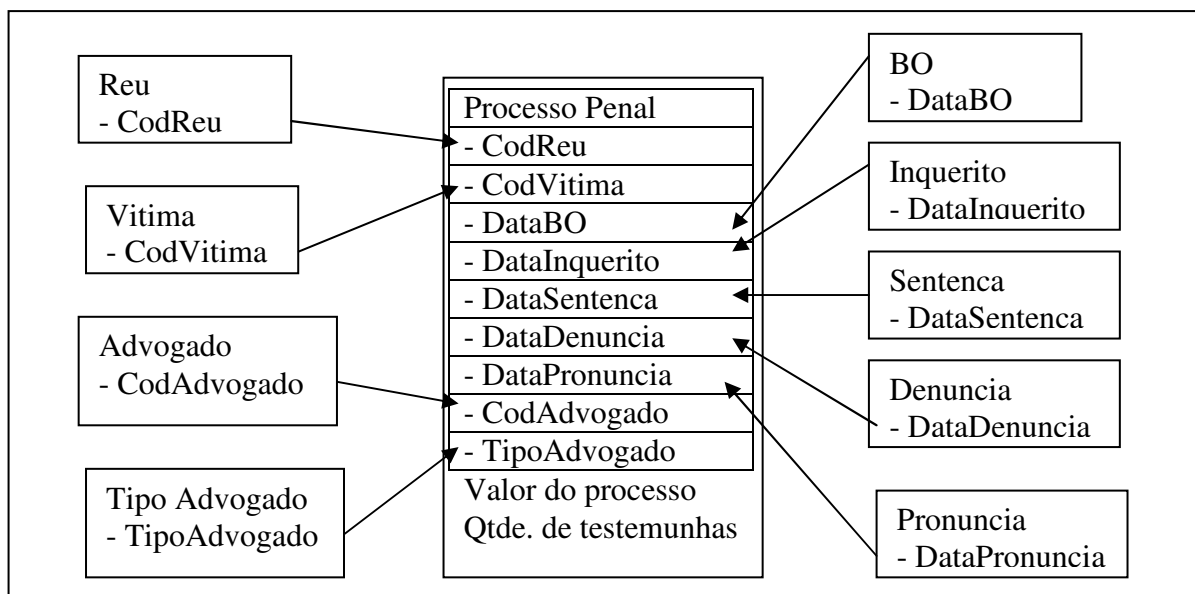 Reu
- CodReu
Vitima
- CodVitima
Advogado
- CodAdvogado
Tipo Advogado
- TipoAdvogado
Processo Penal
- CodReu
- CodVitima
- DataBO
- DataInquerito
- DataSentenca
- DataDenuncia
- DataPronuncia
- CodAdvogado
- TipoAdvogado
Valor do processo
Qtde. de testemunhas
BO
- DataBO
Inquerito
- DataInquerito
Sentenca
- DataSentenca
Denuncia
- DataDenuncia
Pronuncia
- DataPronuncia